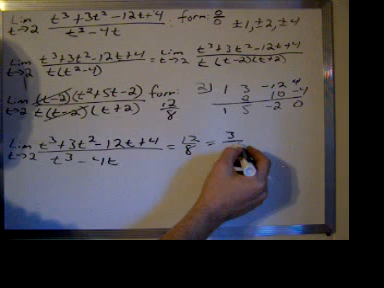 Lim t→2 t³+3t²-12t+4 / t³-4t form: 0/0 ±1, ±2, ±4
Lim t→2 t³+3t²-12t+4 / t(t²-4) = Lim t→2 t³+3t²-12t+4 / t(t-2)(t+2)
Lim t→2 (t-2)(t²+5t-2) / t(t-2)(t+2) form: 12/8
2) 1 3 -12 4
2 10 -4
1 5 -2 0
Lim t→2 t³+3t²-12t+4 / t³-4t = 12/8 = 3/